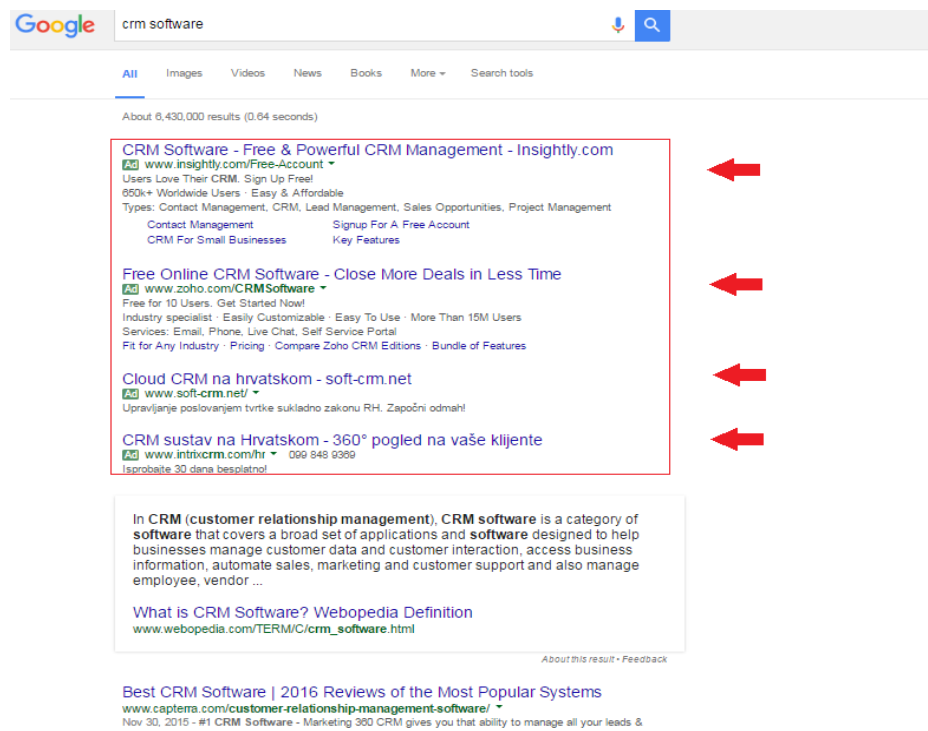 Google
crm software
All Images Videos News Books More Search tools
About 6,430,000 results (0.64 seconds)
CRM Software - Free & Powerful CRM Management - Insightly.com
Ad www.insightly.com/Free-Account
Users Love Their CRM. Sign Up Free!
650k+ Worldwide Users · Easy & Affordable
Types: Contact Management, CRM, Lead Management, Sales Opportunities, Project Management
Contact Management Signup For A Free Account
CRM For Small Businesses Key Features
Free Online CRM Software - Close More Deals in Less Time
Ad www.zoho.com/CRMSoftware
Free for 10 Users. Get Started Now!
Industry specialist · Easily Customizable · Easy To Use · More Than 15M Users
Services: Email, Phone, Live Chat, Self Service Portal
Fit for Any Industry · Pricing · Compare Zoho CRM Editions · Bundle of Features
Cloud CRM na hrvatskom - soft-crm.net
Ad www.soft-crm.net/
Upravljanje poslovanjem tvrtke sukladno zakonu RH. Započni odmah!
CRM sustav na Hrvatskom - 360° pogled na vaše klijente
Ad www.intrixcrm.com/hr 099 848 9369
Isprobajte 30 dana besplatno!
In CRM (customer relationship management), CRM software is a category of
software that covers a broad set of applications and software designed to help
businesses manage customer data and customer interaction, access business
information, automate sales, marketing and customer support and also manage
employee, vendor ...
What is CRM Software? Webopedia Definition
www.webopedia.com/TERM/C/crm_software.html
About this result • Feedback
Best CRM Software | 2016 Reviews of the Most Popular Systems
www.capterra.com/customer-relationship-management-software/
Nov 30, 2015 - #1 CRM Software - Marketing 360 CRM gives you that ability to manage all your leads &